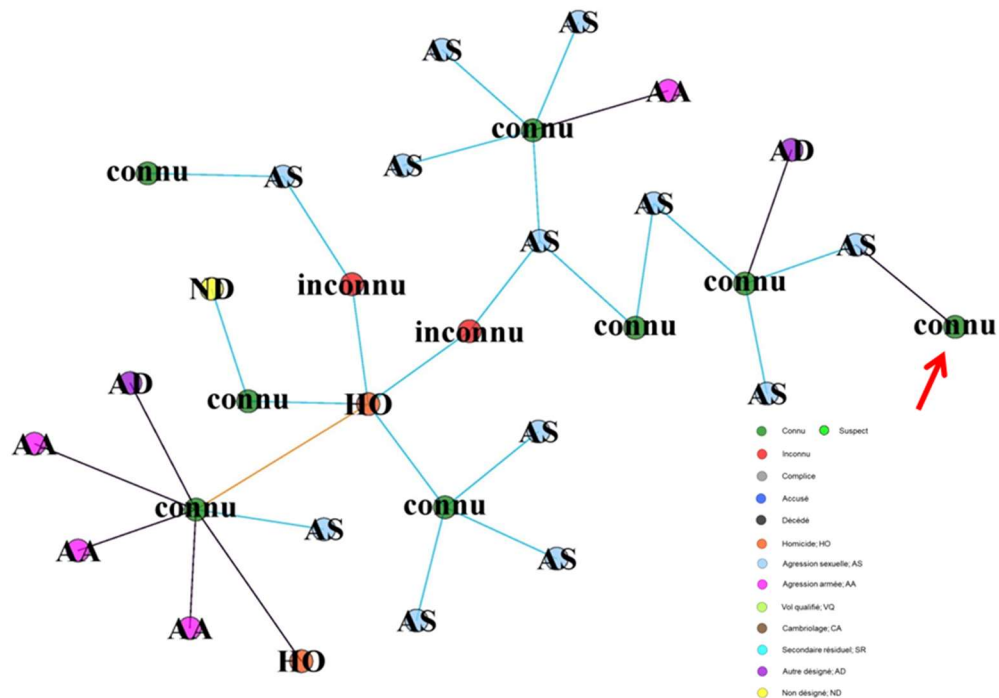 AS
AS
AA
connu
AD
AS
connu
AS
AS
AS
AS
connu
ND
inconnu
connu
connu
inconnu
AD
connu
HO
AS
AS
AA
connu
connu
AS
AA
AS
AS
AA
HO
Connu
Suspect
Inconnu
Complice
Accusé
Décédé
Homicide; HO
Agression sexuelle; AS
Agression armée; AA
Vol qualifié; VQ
Cambriolage; CA
Secondaire résiduel; SR
Autre désigné; AD
Non désigné; ND